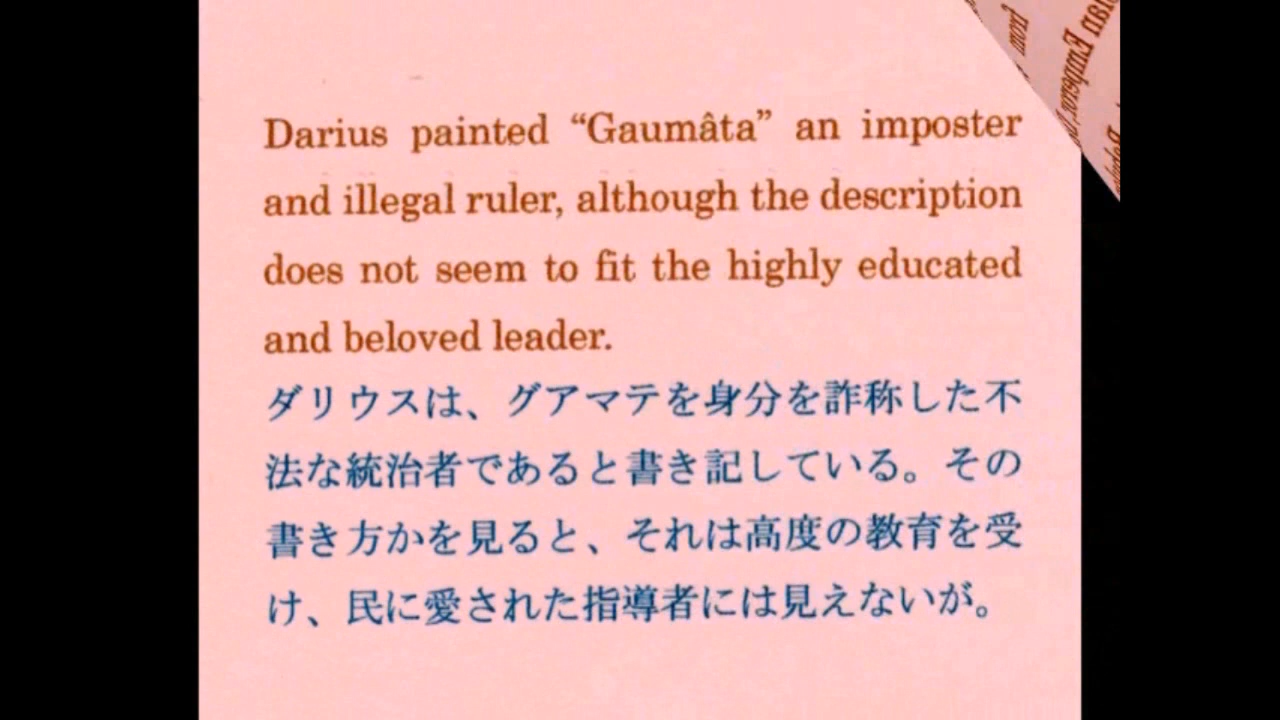 Darius painted “Gaumâta” an imposter
and illegal ruler, although the description
does not seem to fit the highly educated
and beloved leader.
ダリウスは、グアマテを身分を詐称した不
法な統治者であると書き記している。その
書き方かを見ると、それは高度の教育を受
け、民に愛された指導者には見えないが。
Emperor